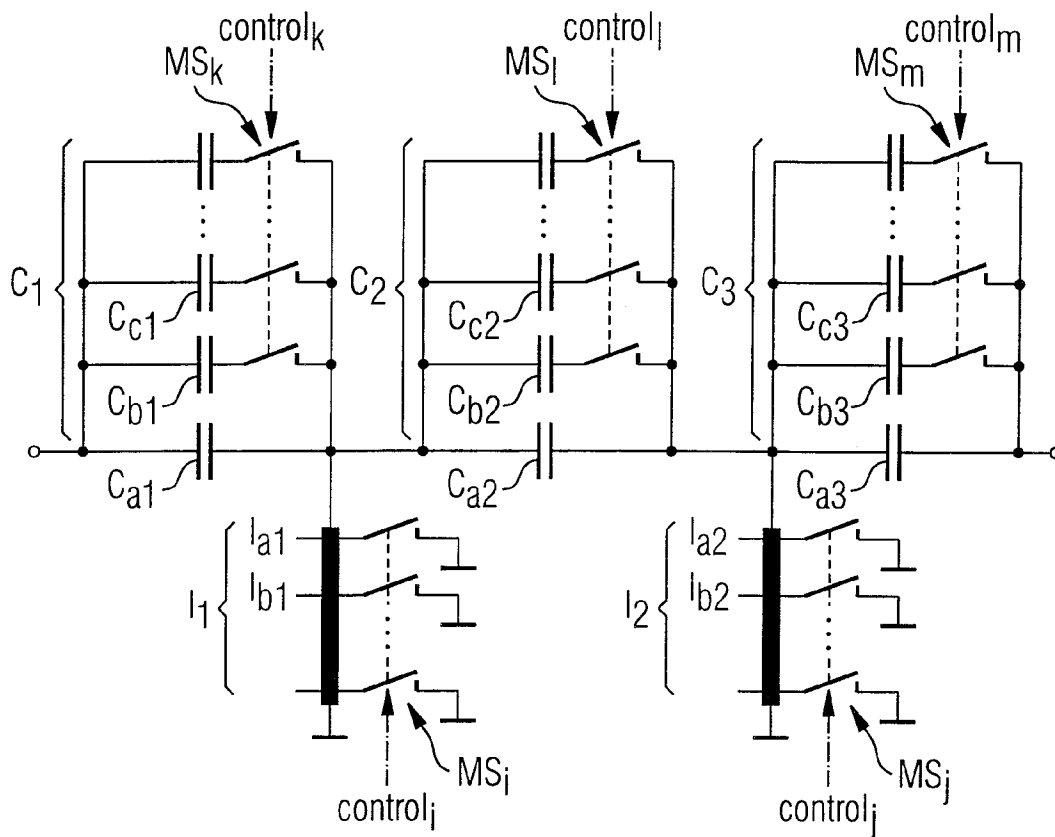 control_k
control_l
control_m
MS_k
MS_l
MS_m
C_1
C_2
C_3
C_c1
C_c2
C_c3
C_b1
C_b2
C_b3
C_a1
C_a2
C_a3
l_a1
l_a2
l_b1
l_b2
l_1
l_2
MS_i
MS_j
control_i
control_j